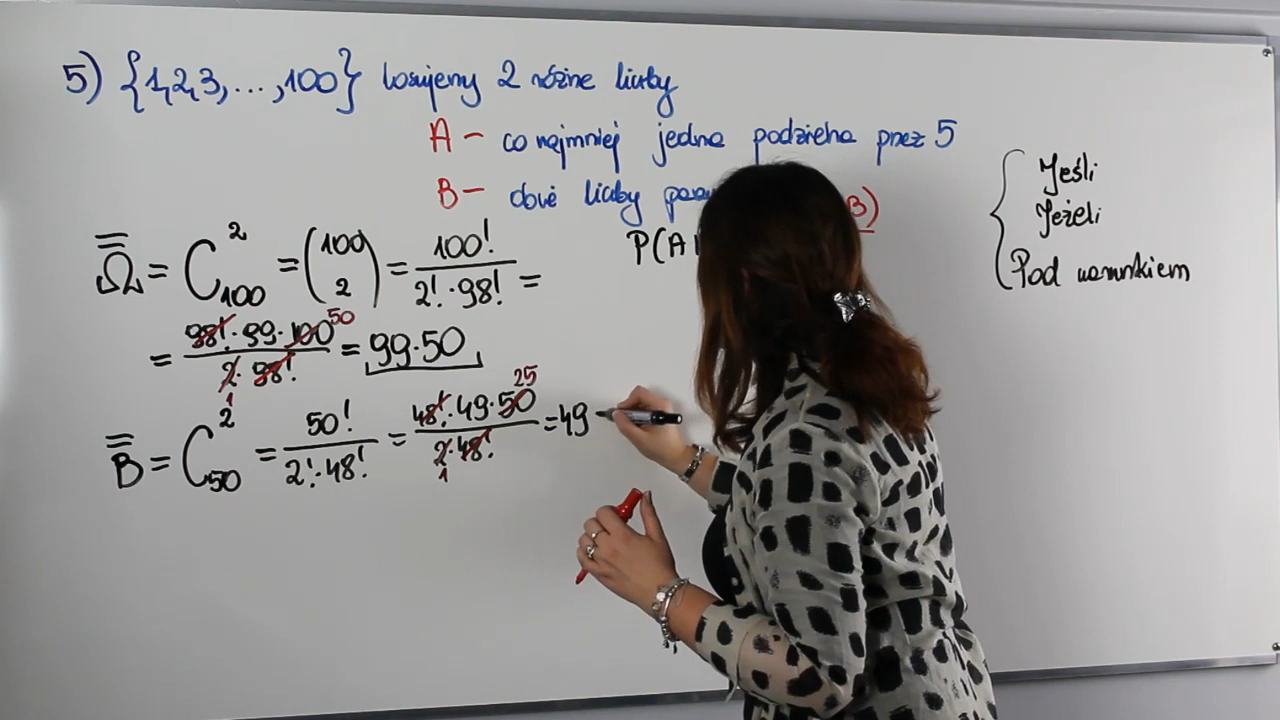 5) {1,2,3,...,100} losujemy 2 różne liczby
A - co najmniej jedna podzielna przez 5
B - dwie liczby B)
P(A
Ω̿ = C₁₀₀² = (100 2) = 100! / 2!·98! =
= 98!·99·100 50 / 2·98! 1 = 99·50
B̿ = C₅₀² = 50! / 2!·48! = 48!·49·50 25 / 2·48! 1 = 49
{ Jeśli
Jeżeli
Pod warunkiem